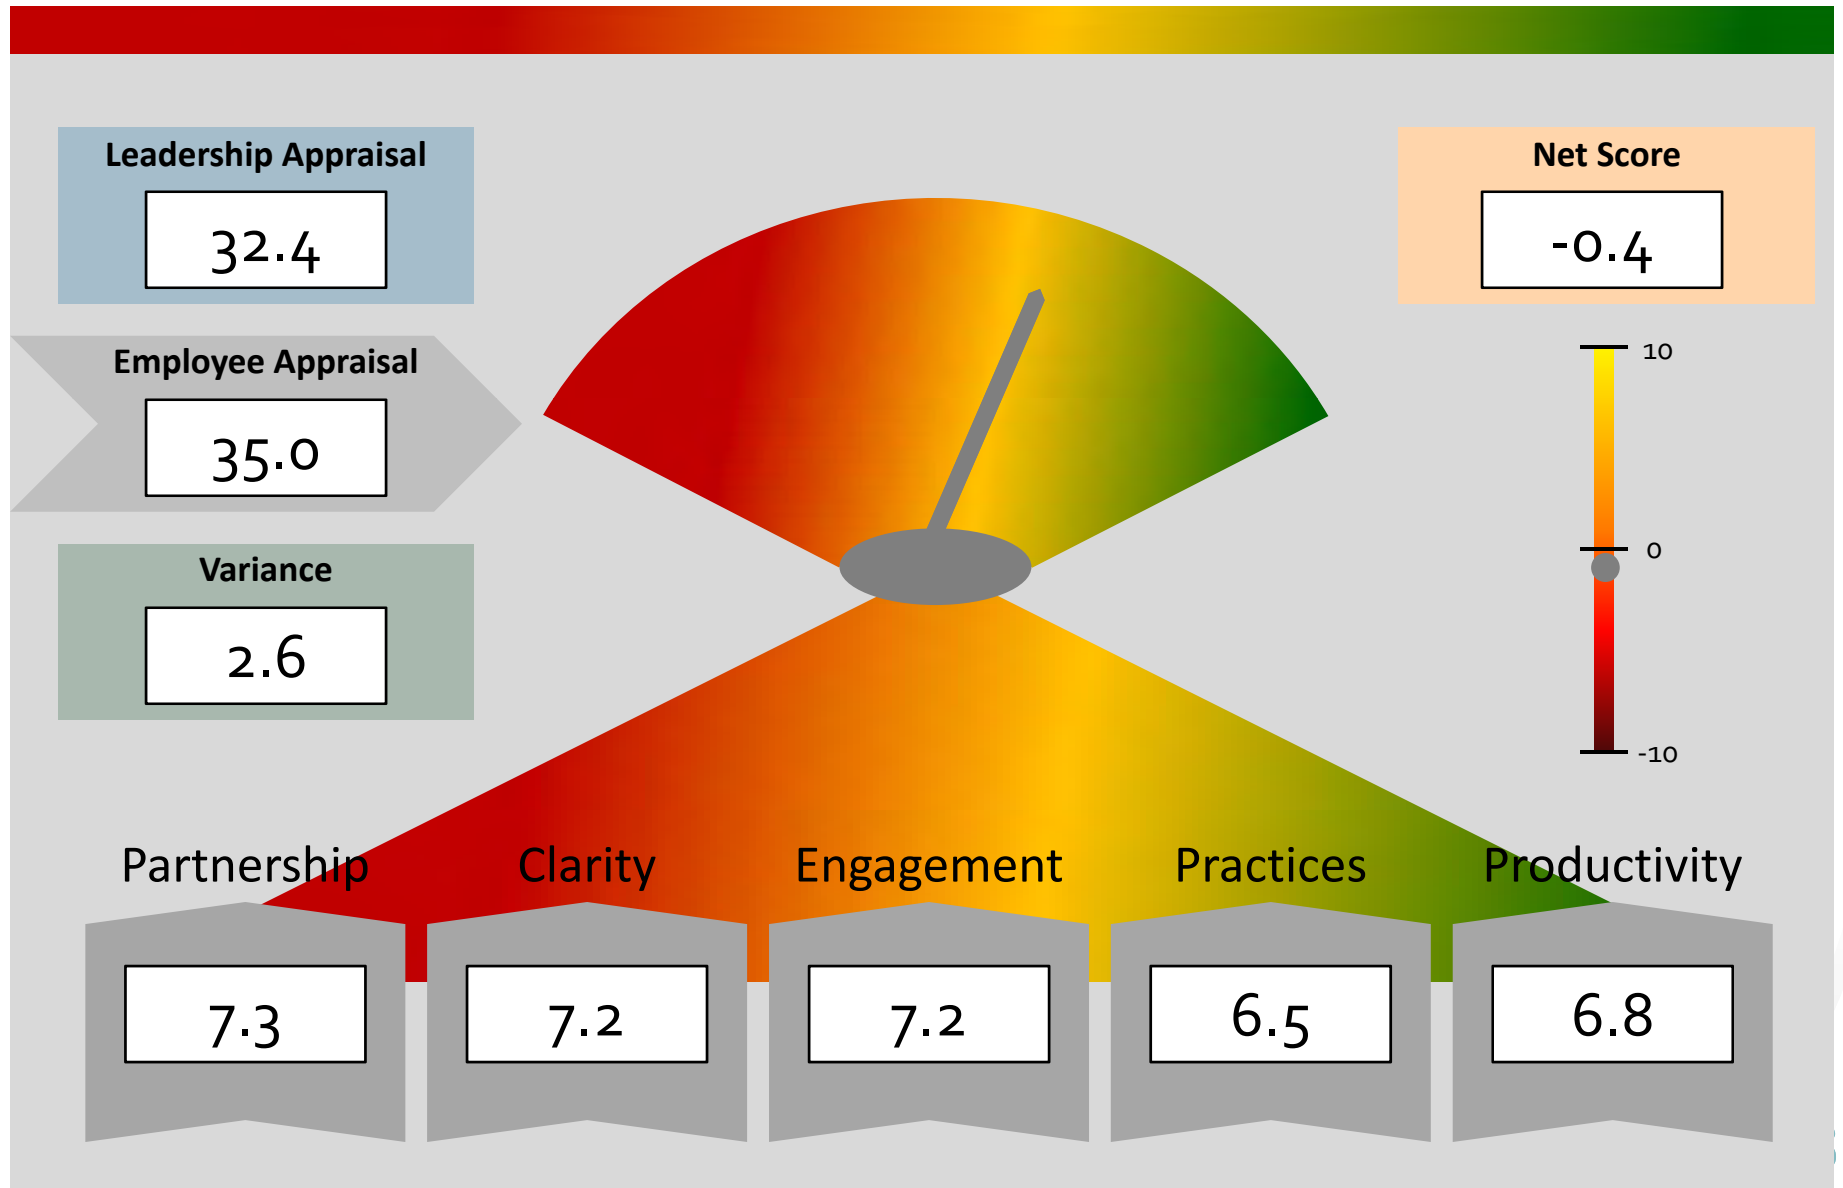 Leadership Appraisal
32.4
Net Score
-0.4
Employee Appraisal
35.0
10
0
-10
Variance
2.6
Partnership
Clarity
Engagement
Practices
Productivity
7.3
7.2
7.2
6.5
6.8